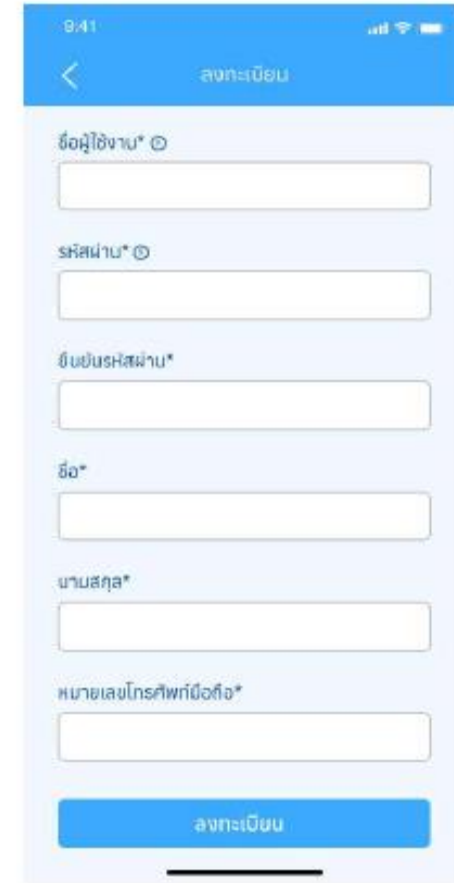 9:41
ลงทะเบียน
ชื่อผู้ใช้งาน*
รหัสผ่าน*
ยืนยันรหัสผ่าน*
ชื่อ*
นามสกุล*
หมายเลขโทรศัพท์มือถือ*
ลงทะเบียน